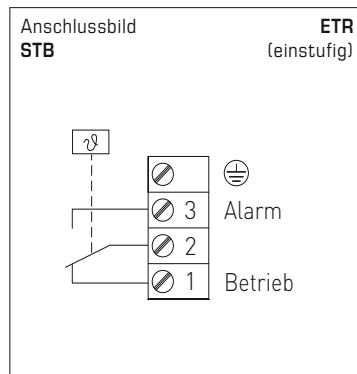 Anschlussbild ETR
STB (einstufig)
ϑ
3 Alarm
2
1 Betrieb